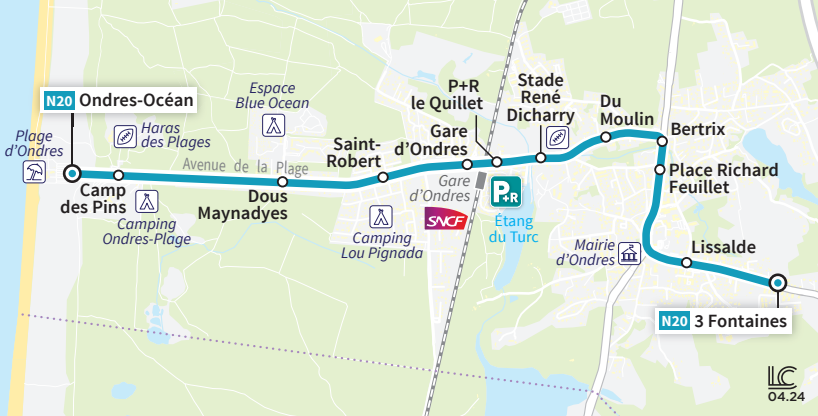 N20 Ondres-Océan
Plage
d'Ondres
Haras
des Plages
Espace
Blue Ocean
Avenue de la Plage
Camp
des Pins
Camping
Ondres-Plage
Dous
Maynadyes
Saint-
Robert
Camping
Lou Pignada
Gare
d'Ondres
Gare
d'Ondres
SNCF
P+R
le Quillet
P+R
Étang
du Turc
Stade
René
Dicharry
Du
Moulin
Bertrix
Place Richard
Feuillet
Mairie
d'Ondres
Lissalde
N20 3 Fontaines
LC
04.24